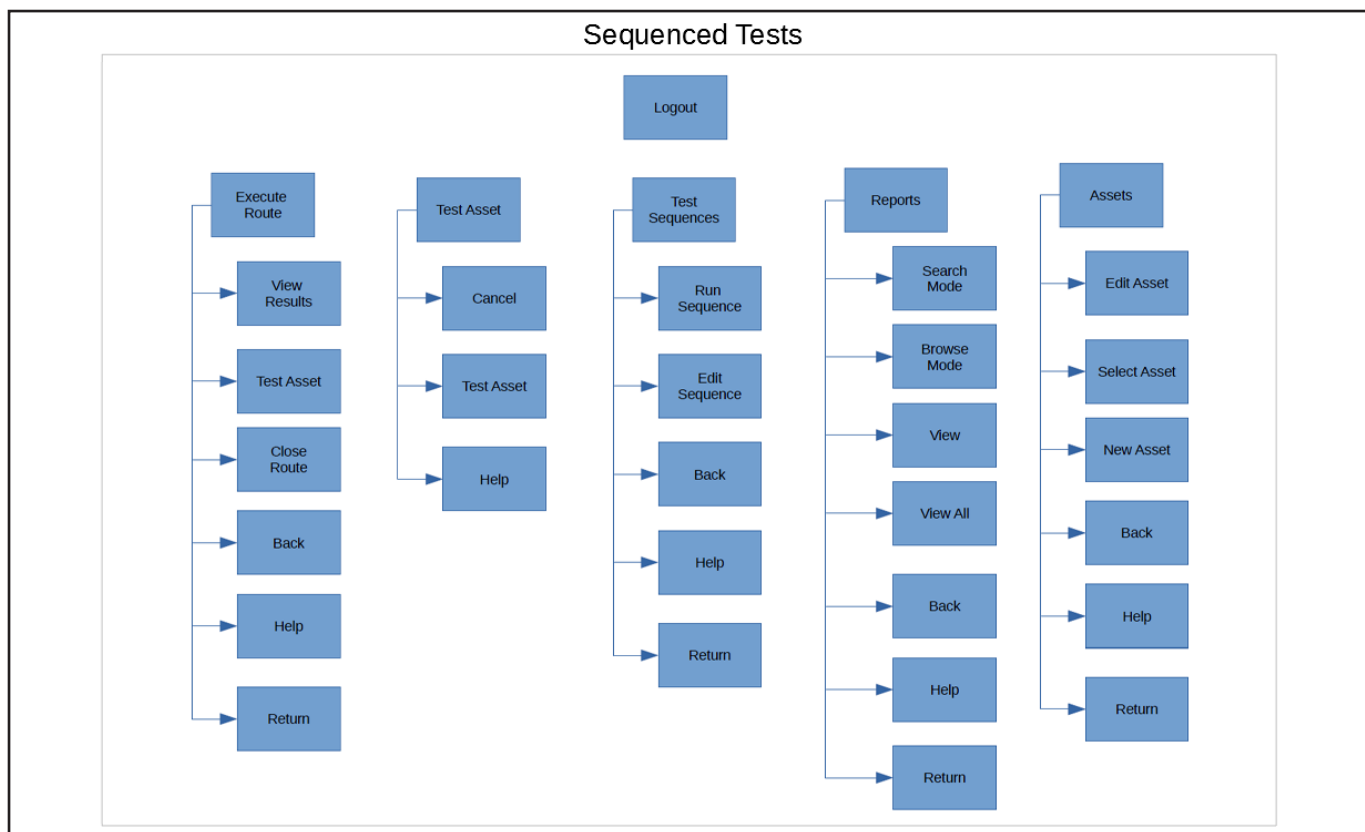 Sequenced Tests
Logout
Execute
Route
View
Results
Test Asset
Close
Route
Back
Help
Return
Test Asset
Cancel
Test Asset
Help
Test
Sequences
Run
Sequence
Edit
Sequence
Back
Help
Return
Reports
Search
Mode
Browse
Mode
View
View All
Back
Help
Return
Assets
Edit Asset
Select Asset
New Asset
Back
Help
Return